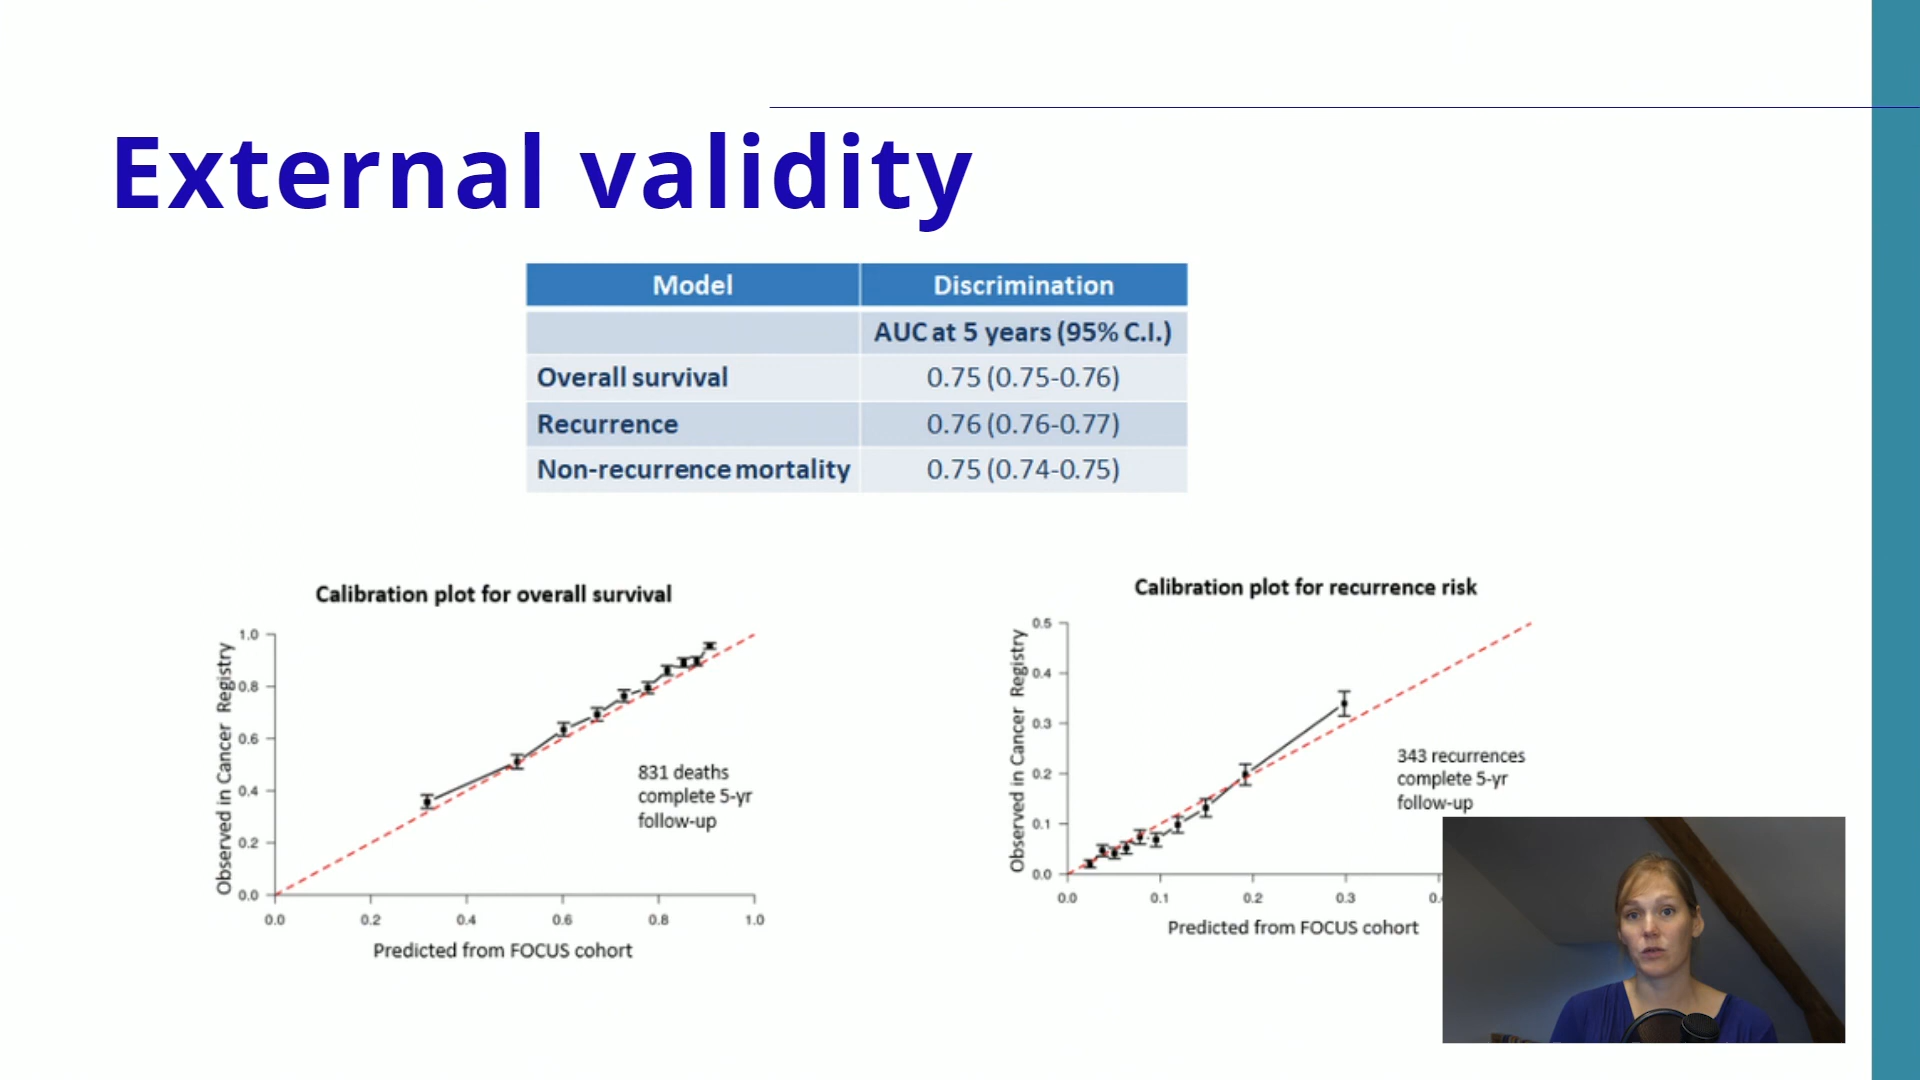 External validity
Model Discrimination
AUC at 5 years (95% C.I.)
Overall survival 0.75 (0.75-0.76)
Recurrence 0.76 (0.76-0.77)
Non-recurrence mortality 0.75 (0.74-0.75)
Calibration plot for overall survival
Observed in Cancer Registry
1.0
0.8
0.6
0.4
0.2
0.0
831 deaths
complete 5-yr
follow-up
0.0 0.2 0.4 0.6 0.8 1.0
Predicted from FOCUS cohort
Calibration plot for recurrence risk
Observed in Cancer Registry
0.5
0.4
0.3
0.2
0.1
0.0
343 recurrences
complete 5-yr
follow-up
0.0 0.1 0.2 0.3
Predicted from FOCUS cohort